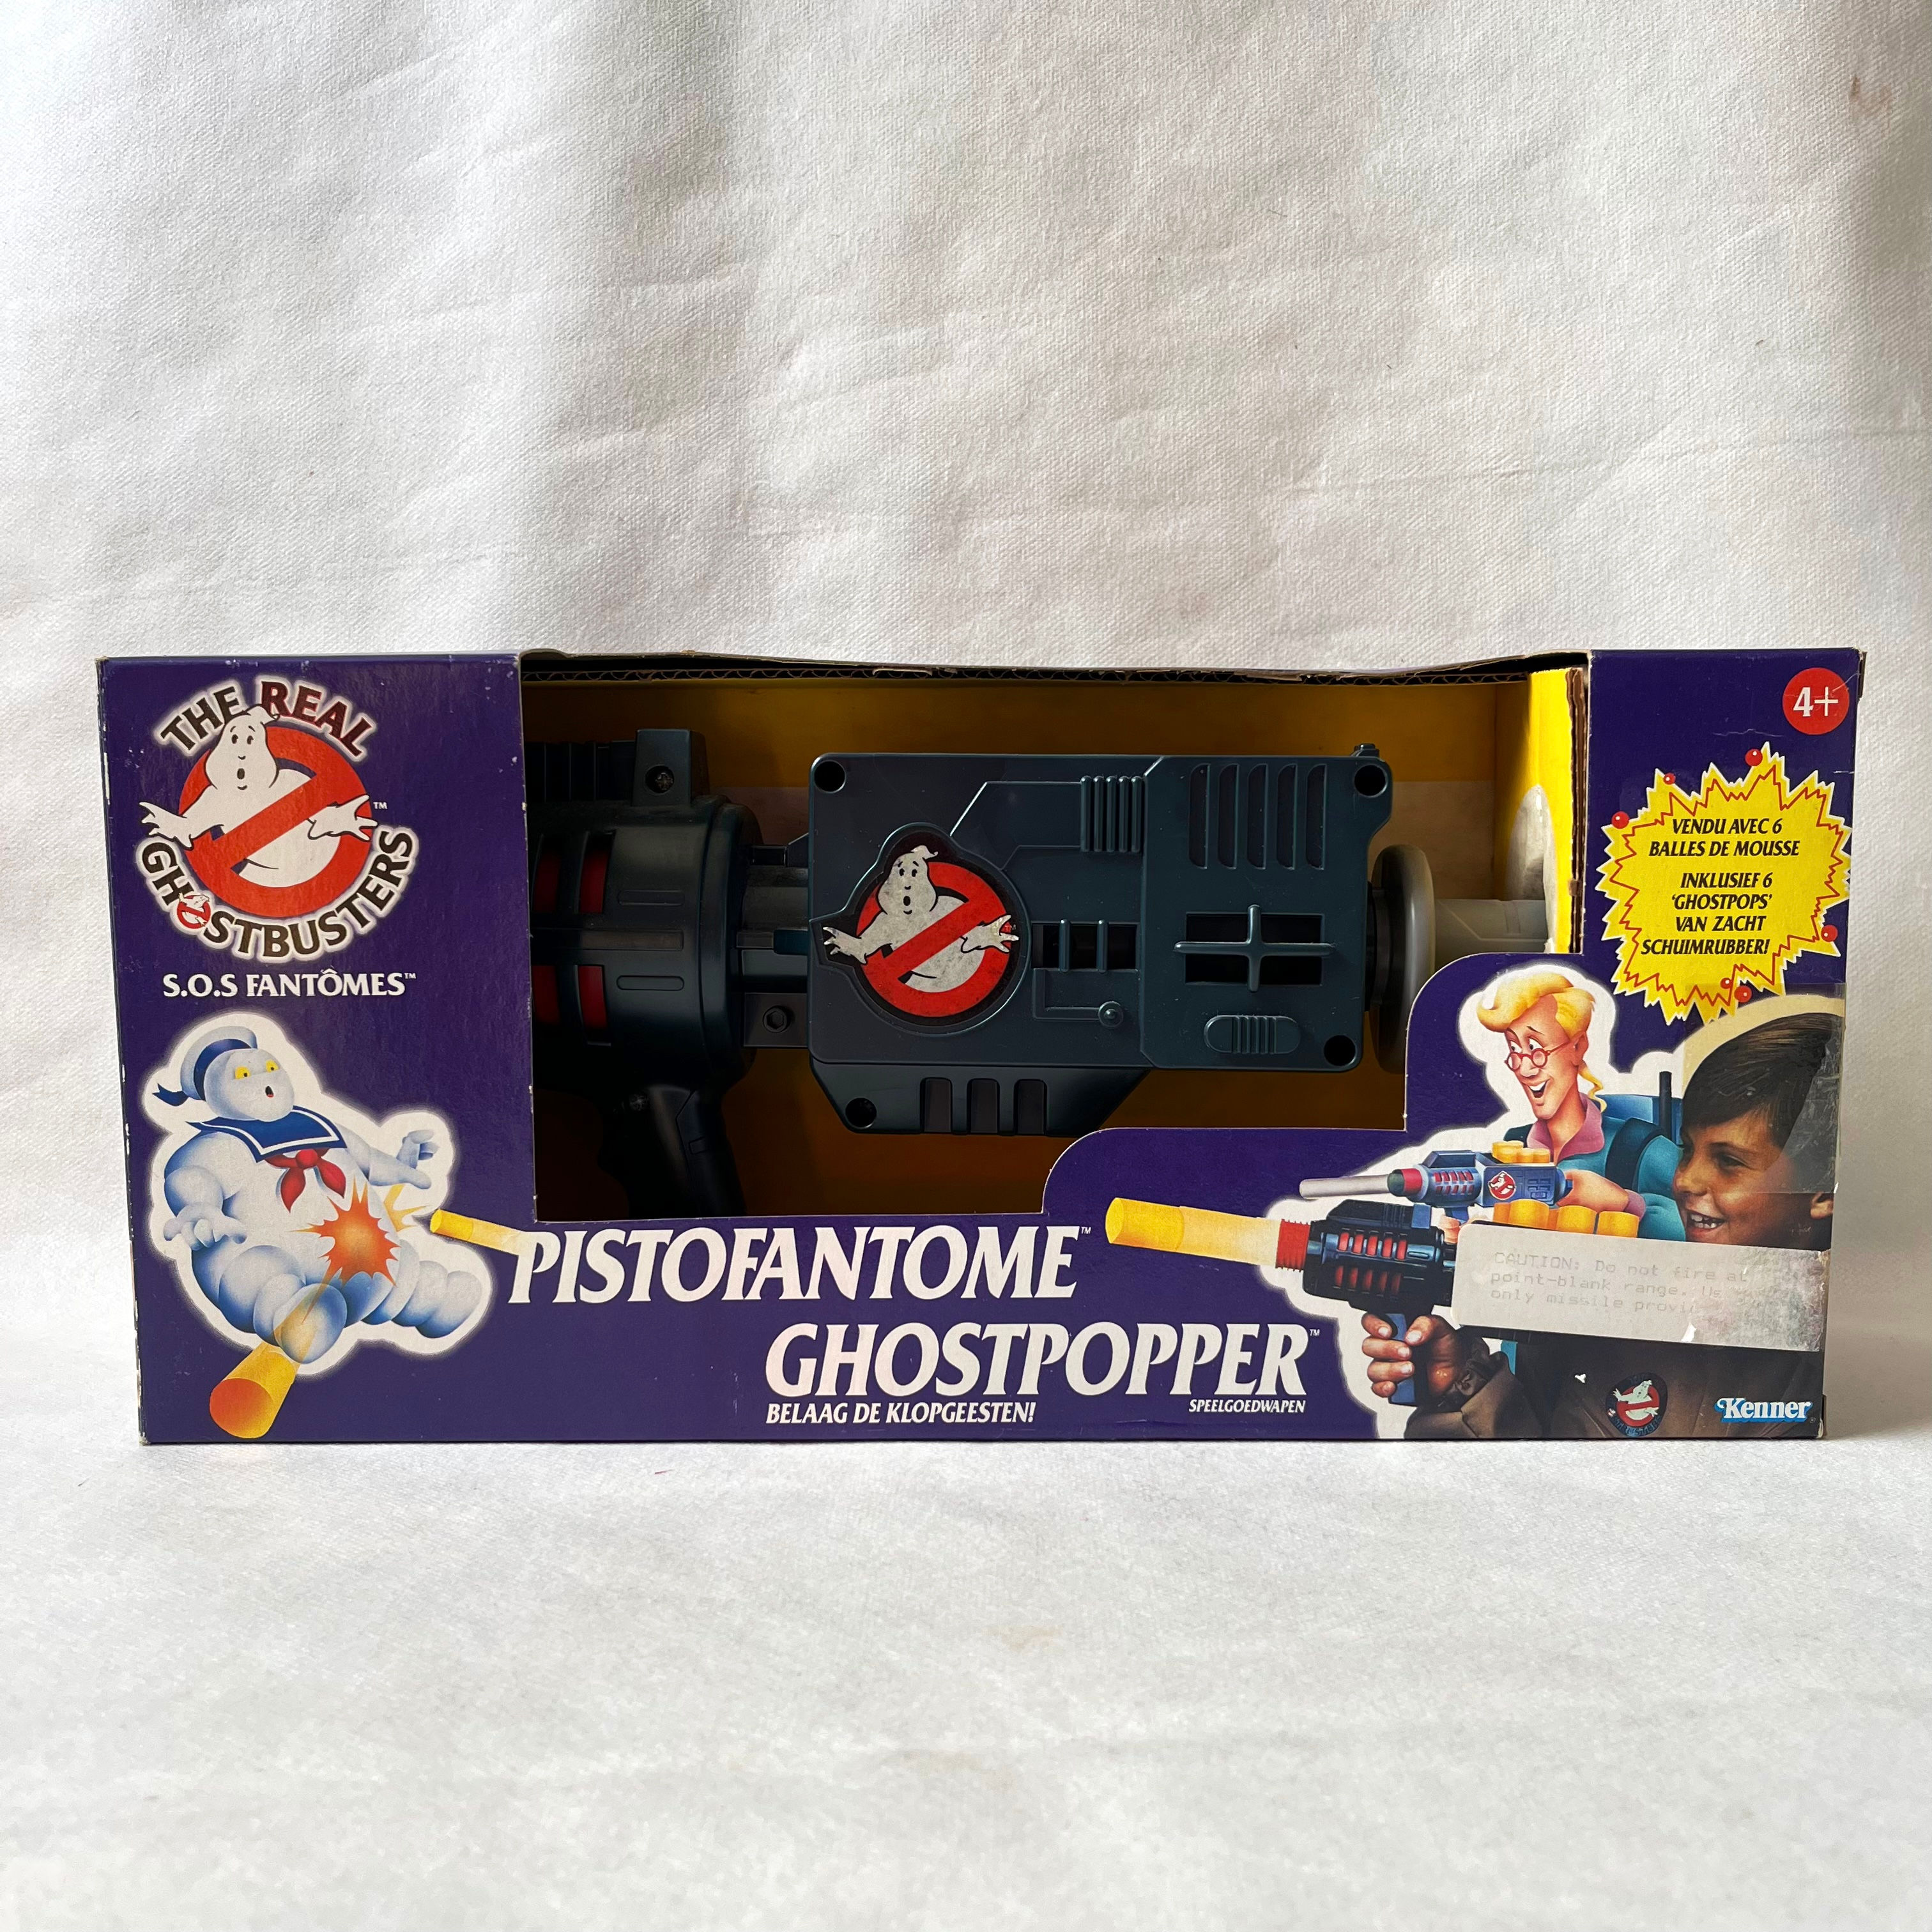 THE REAL
GHOSTBUSTERS
™
S.O.S FANTÔMES™
4+
VENDU AVEC 6
BALLES DE MOUSSE
INKLUSIEF 6
'GHOSTPOPS'
VAN ZACHT
SCHUIMRUBBER!
PISTOFANTOME™
GHOSTPOPPER™
BELAAG DE KLOPGEESTEN!
SPEELGOEDWAPEN
CAUTION: Do not fire at
point-blank range.
only missile
Kenner